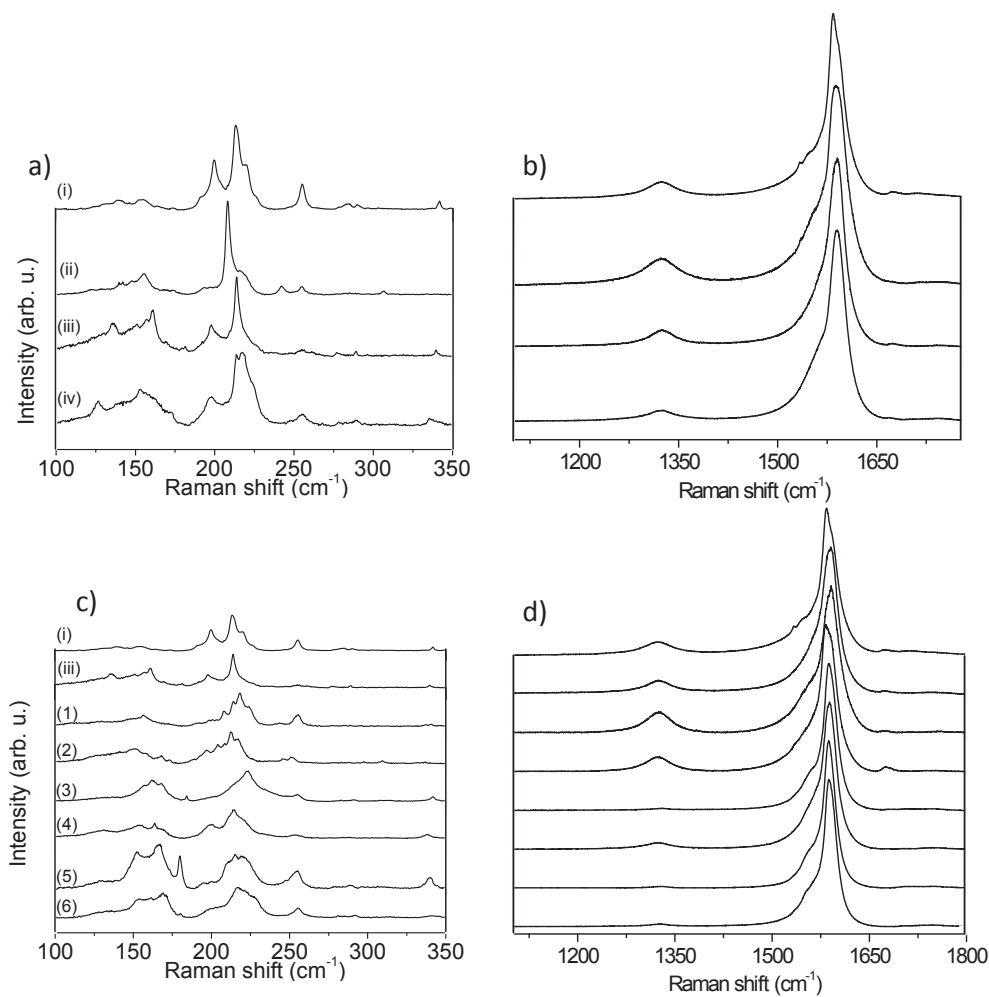 a)
(i)
(ii)
(iii)
(iv)
Intensity (arb. u.)
100 150 200 250 300 350
Raman shift (cm-1)
b)
1200 1350 1500 1650
Raman shift (cm-1)
c)
(i)
(iii)
(1)
(2)
(3)
(4)
(5)
(6)
Intensity (arb. u.)
100 150 200 250 300 350
Raman shift (cm-1)
d)
1200 1350 1500 1650 1800
Raman shift (cm-1)